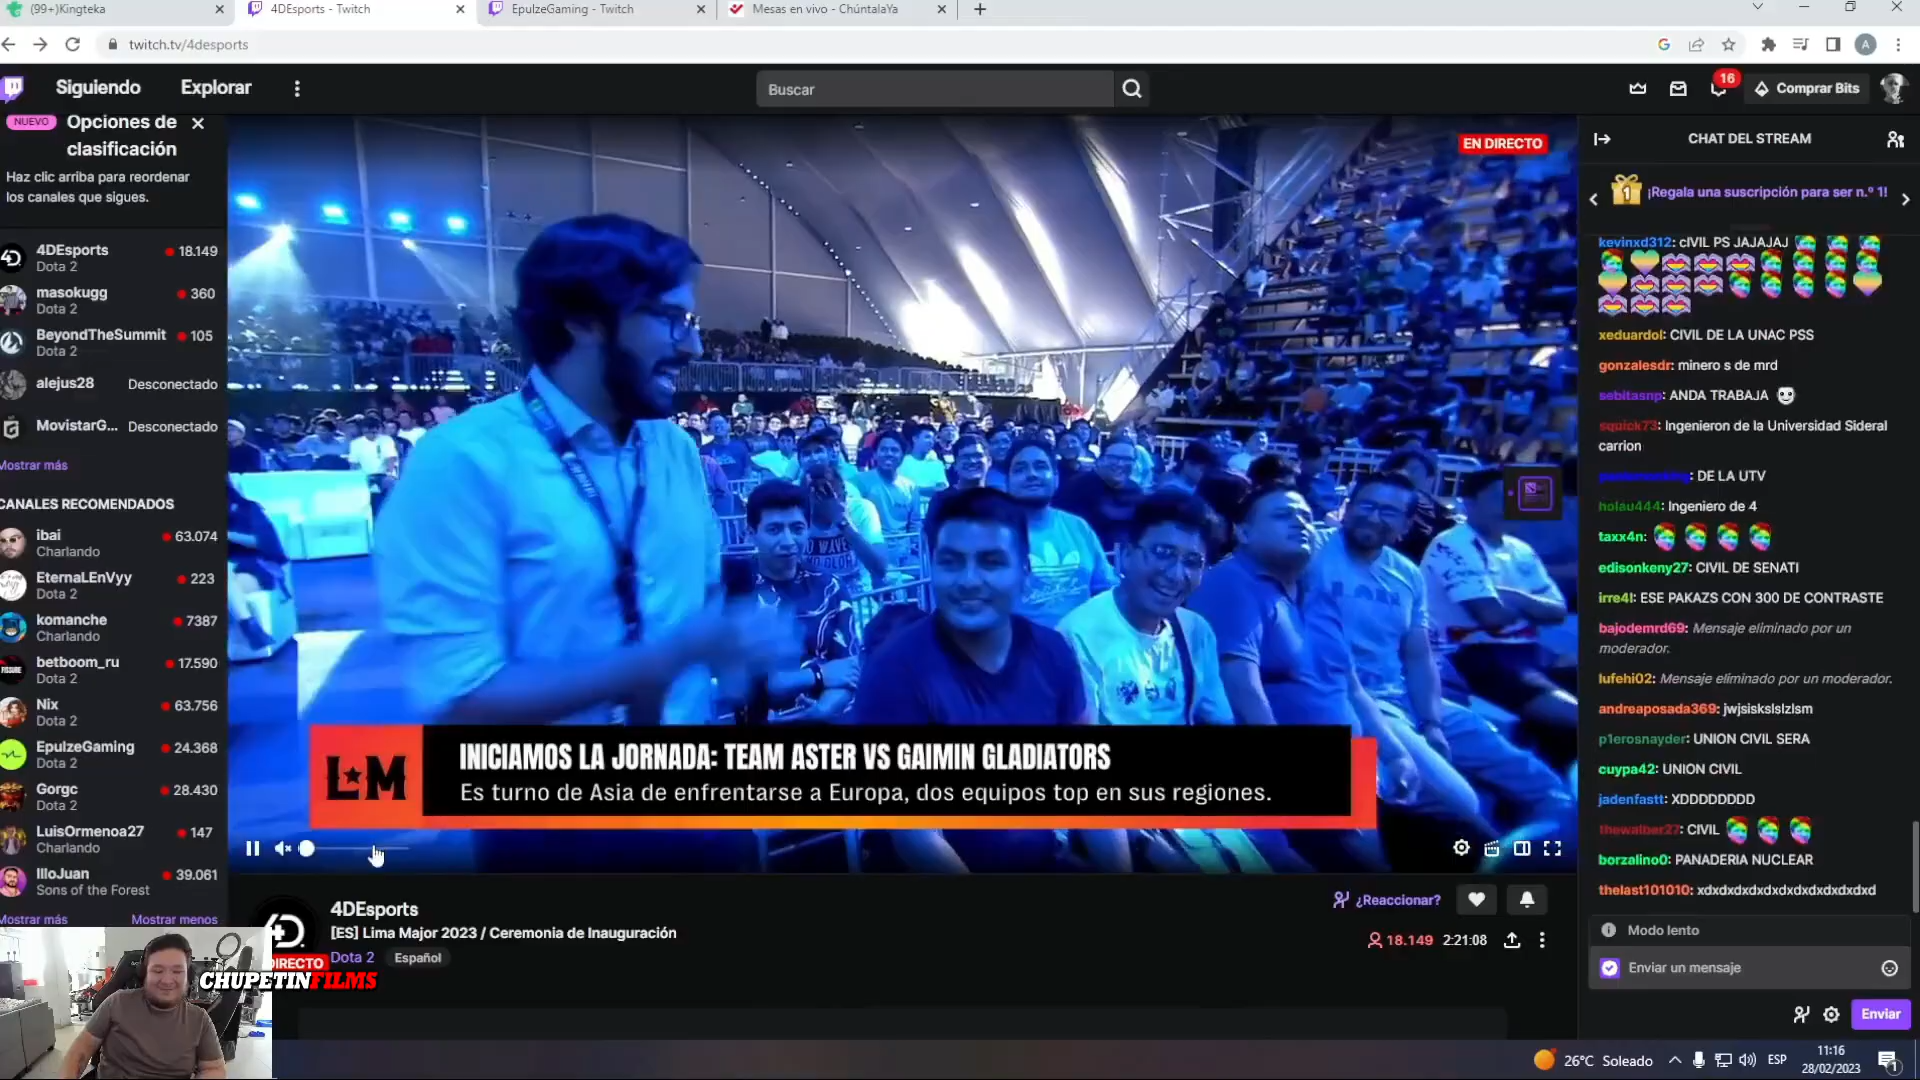 (99+)Kingteka
4DEsports - Twitch
EpulzeGaming - Twitch
Mesas en vivo - ChúntalaYa
twitch.tv/4desports
A
Siguiendo
Explorar
Buscar
16
Comprar Bits
NUEVO
Opciones de
clasificación
Haz clic arriba para reordenar
los canales que sigues.
4DEsports
18.149
Dota 2
masokugg
360
Dota 2
BeyondTheSummit
105
Dota 2
alejus28
Desconectado
MovistarG...
Desconectado
Mostrar más
CANALES RECOMENDADOS
ibai
63.074
Charlando
EternaLEnVyy
223
Dota 2
komanche
7387
Charlando
betboom_ru
17.590
Dota 2
Nix
63.756
Dota 2
EpulzeGaming
24.368
Dota 2
Gorgc
28.430
Dota 2
LuisOrmenoa27
147
Charlando
IlloJuan
39.061
Sons of the Forest
Mostrar más
Mostrar menos
EN DIRECTO
L★M
INICIAMOS LA JORNADA: TEAM ASTER VS GAIMIN GLADIATORS
Es turno de Asia de enfrentarse a Europa, dos equipos top en sus regiones.
4DEsports
[ES] Lima Major 2023 / Ceremonia de Inauguración
Dota 2
Español
DIRECTO
CHUPETINFILMS
¿Reaccionar?
18.149
2:21:08
CHAT DEL STREAM
1
¡Regala una suscripción para ser n.º 1!
kevinxd312: cIVIL PS JAJAJAJ
xeduardol: CIVIL DE LA UNAC PSS
gonzalesdr: minero s de mrd
sebitasnp: ANDA TRABAJA
squick73: Ingenieron de la Universidad Sideral
carrion
: DE LA UTV
holau444: Ingeniero de 4
taxx4n:
edisonkeny27: CIVIL DE SENATI
irre4l: ESE PAKAZS CON 300 DE CONTRASTE
bajodemrd69: Mensaje eliminado por un
moderador.
lufehi02: Mensaje eliminado por un moderador.
andreaposada369: jwjsiskslslzlsm
p1erosnayder: UNION CIVIL SERA
cuypa42: UNION CIVIL
jadenfastt: XDDDDDDDD
thewalber27: CIVIL
borzalino0: PANADERIA NUCLEAR
thelast101010: xdxdxdxdxdxdxdxdxdxdxdxd
Modo lento
Enviar un mensaje
Enviar
26°C Soleado
ESP
11:16
28/02/2023
1